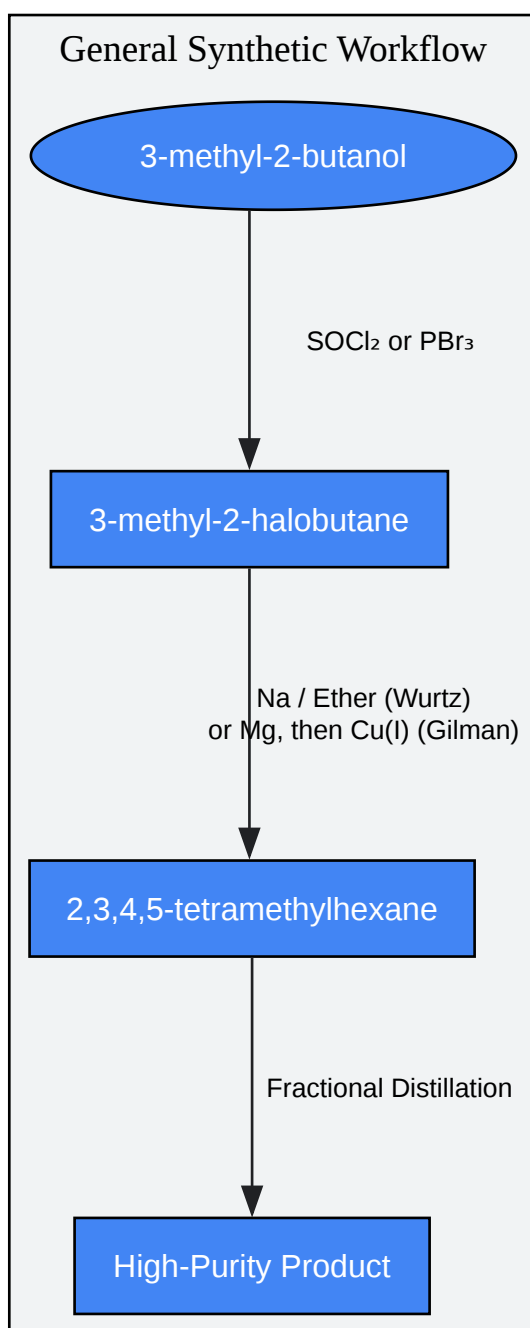 General Synthetic Workflow
3-methyl-2-butanol
SOCl₂ or PBr₃
3-methyl-2-halobutane
Na / Ether (Wurtz)
or Mg, then Cu(I) (Gilman)
2,3,4,5-tetramethylhexane
Fractional Distillation
High-Purity Product